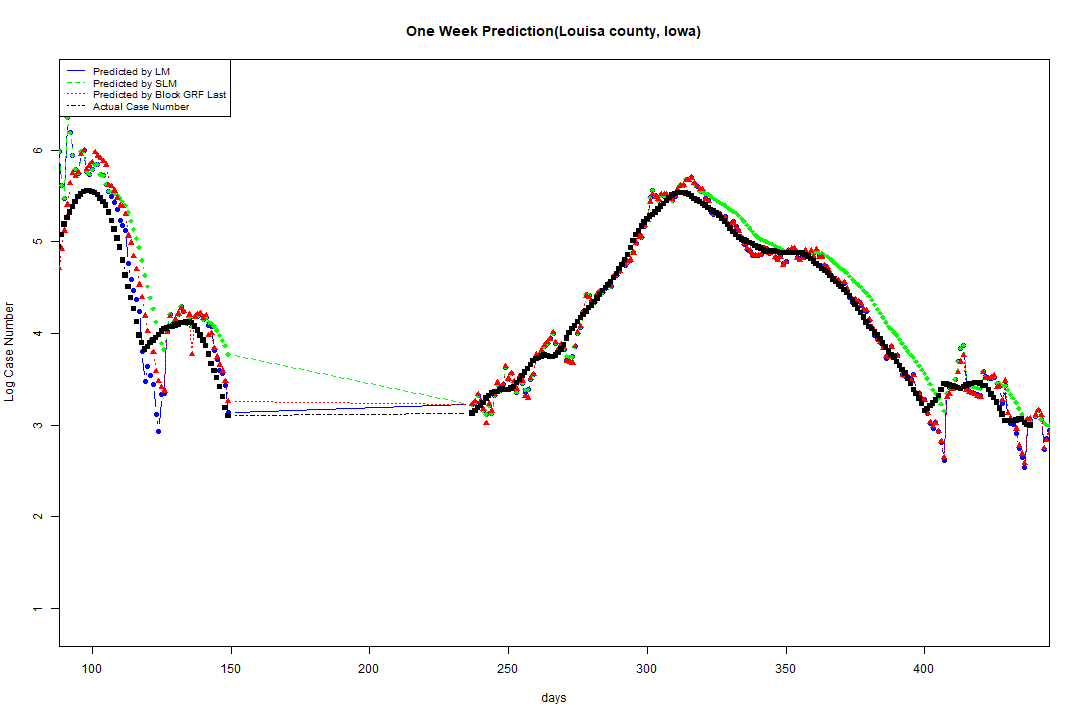 One Week Prediction(Louisa county, Iowa)
Predicted by LM
Predicted by SLM
Predicted by Block GRF Last
Actual Case Number
6
5
4
3
2
1
Log Case Number
100 150 200 250 300 350 400
days